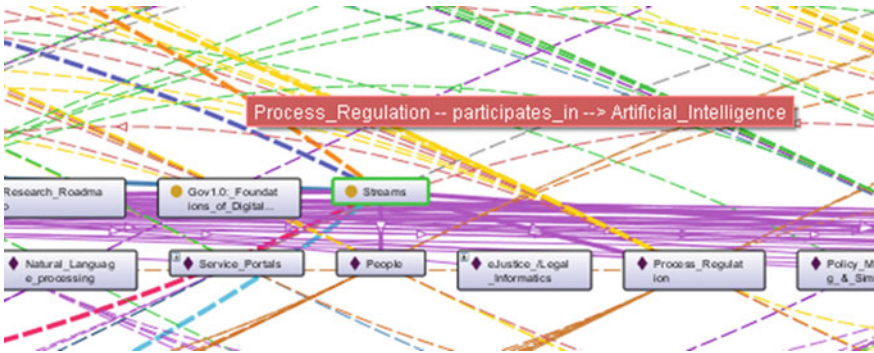 Process_Regulation -- participates_in --> Artificial_Intelligence
Research_Roadma
p
Gov1.0:_Foundat
ions_of_Digital...
Streams
Natural_Languag
e_processing
Service_Portals
People
eJustice_/Legal
_Informatics
Process_Regulat
ion
Policy_M
g_&_Sim